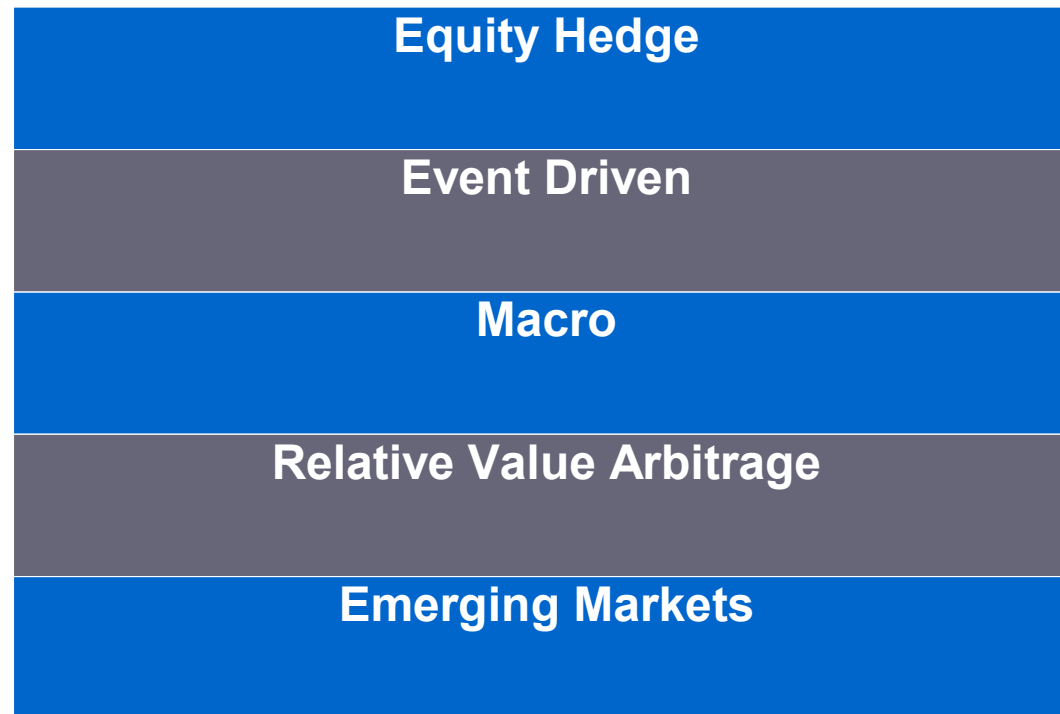 Equity Hedge
Event Driven
Macro
Relative Value Arbitrage
Emerging Markets